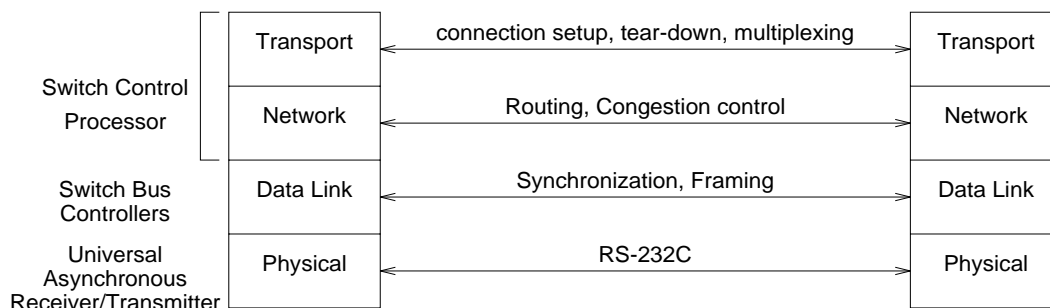 Transport
connection setup, tear-down, multiplexing
Transport
Switch Control
Processor
Network
Routing, Congestion control
Network
Switch Bus
Controllers
Data Link
Synchronization, Framing
Data Link
Universal
Asynchronous
Receiver/Transmitter
Physical
RS-232C
Physical